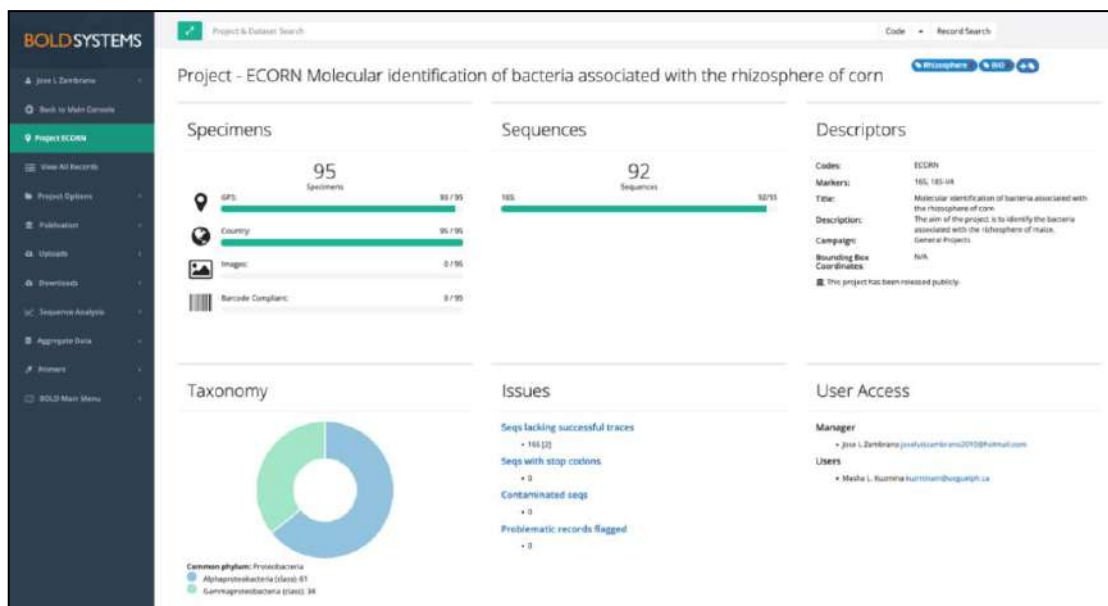 BOLDSYSTEMS
Jose L Zambrano
Back to Main Console
Project ECORN
View All Records
Project Options
Publication
Uploads
Downloads
Sequence Analysis
Aggregate Data
Primers
BOLD Main Menu
Project & Dataset Search
Code
Record Search
Project - ECORN Molecular identification of bacteria associated with the rhizosphere of corn
Rhizosphere
Specimens
95
Specimens
GPS:
Country:
95 / 95
Images:
0 / 95
Barcode Compliant:
0 / 95
Sequences
92
Sequences
16S:
92/95
Descriptors
Codes:
ECORN
Markers:
16S, 18S-V4
Title:
Molecular identification of bacteria associated with
the rhizosphere of corn
Description:
The aim of the project is to identify the bacteria
associated with the rizhosphere of maize.
Campaign:
General Projects
Bounding Box
Coordinates:
N/A
This project has been released publicly.
Taxonomy
Common phylum: Proteobacteria
Alphaproteobacteria (class): 61
Gammaproteobacteria (class): 34
Issues
Seqs lacking successful traces
Seqs with stop codons
• 0
Contaminated seqs
• 0
Problematic records flagged
• 0
User Access
Manager
• Jose L Zambrano
Users
• Masha L. Kuzmina